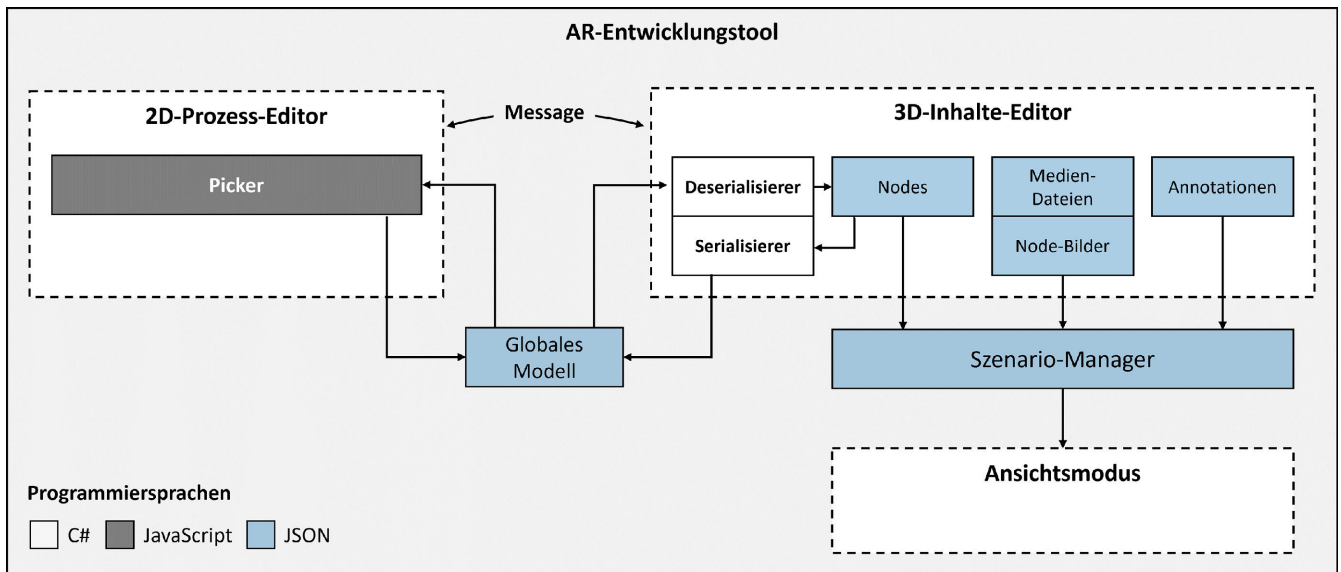 AR-Entwicklungstool
2D-Prozess-Editor
Message
3D-Inhalte-Editor
Picker
Deserialisierer
Serialisierer
Nodes
Medien-
Dateien
Node-Bilder
Annotationen
Globales
Modell
Szenario-Manager
Ansichtsmodus
Programmiersprachen
C#
JavaScript
JSON